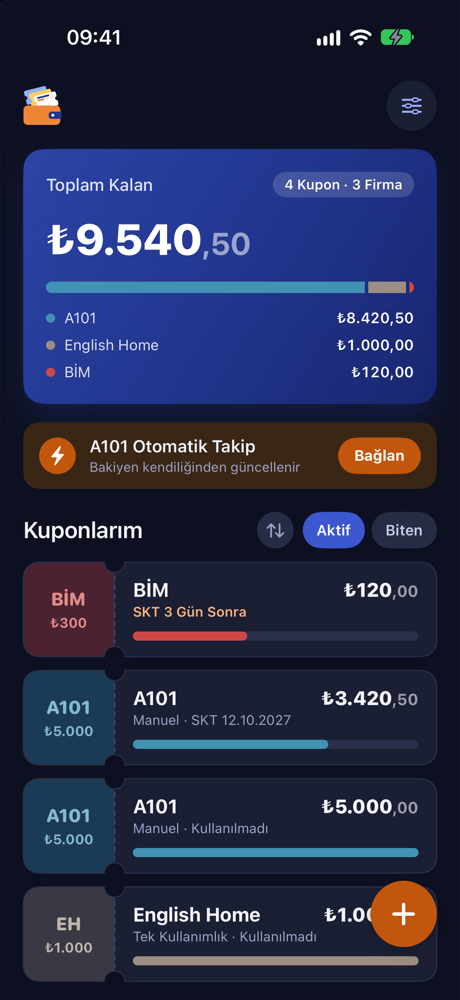 09:41
Toplam Kalan
4 Kupon · 3 Firma
₺9.540,50
A101 ₺8.420,50
English Home ₺1.000,00
BİM ₺120,00
A101 Otomatik Takip
Bakiyen kendiliğinden güncellenir
Bağlan
Kuponlarım
Aktif
Biten
BİM
₺300
BİM ₺120,00
SKT 3 Gün Sonra
A101
₺5.000
A101 ₺3.420,50
Manuel · SKT 12.10.2027
A101
₺5.000
A101 ₺5.000,00
Manuel · Kullanılmadı
EH
₺1.000
English Home ₺1.00
Tek Kullanımlık · Kullanılmadı